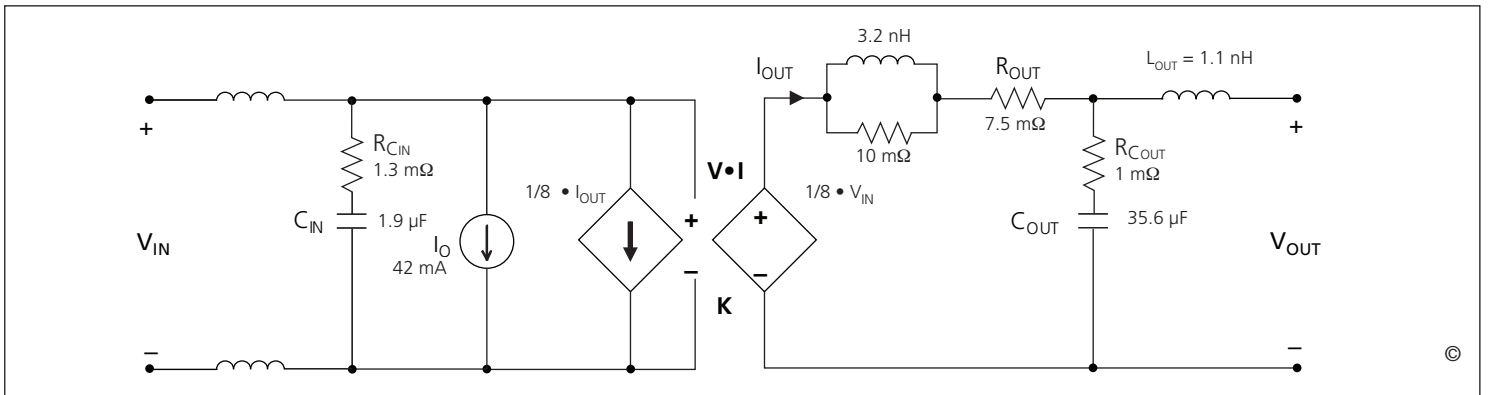 3.2 nH
I_OUT
R_OUT
L_OUT = 1.1 nH
7.5 mΩ
10 mΩ
+
+
R_CIN
1.3 mΩ
R_COUT
1 mΩ
V•I
1/8 • I_OUT
1/8 • V_IN
+
+
C_IN
1.9 µF
C_OUT
35.6 µF
V_IN
I_O
42 mA
V_OUT
−
−
K
−
−
©